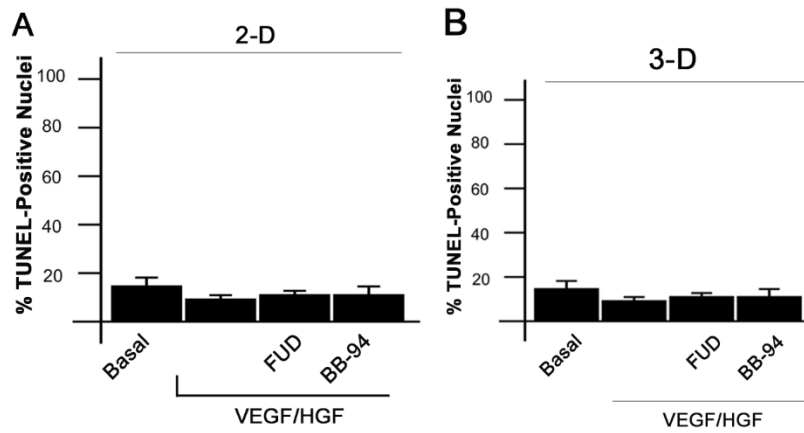 A
2-D
% TUNEL-Positive Nuclei
100
80
60
40
20
Basal
FUD
BB-94
VEGF/HGF
B
3-D
% TUNEL-Positive Nuclei
100
80
60
40
20
Basal
FUD
BB-94
VEGF/HGF